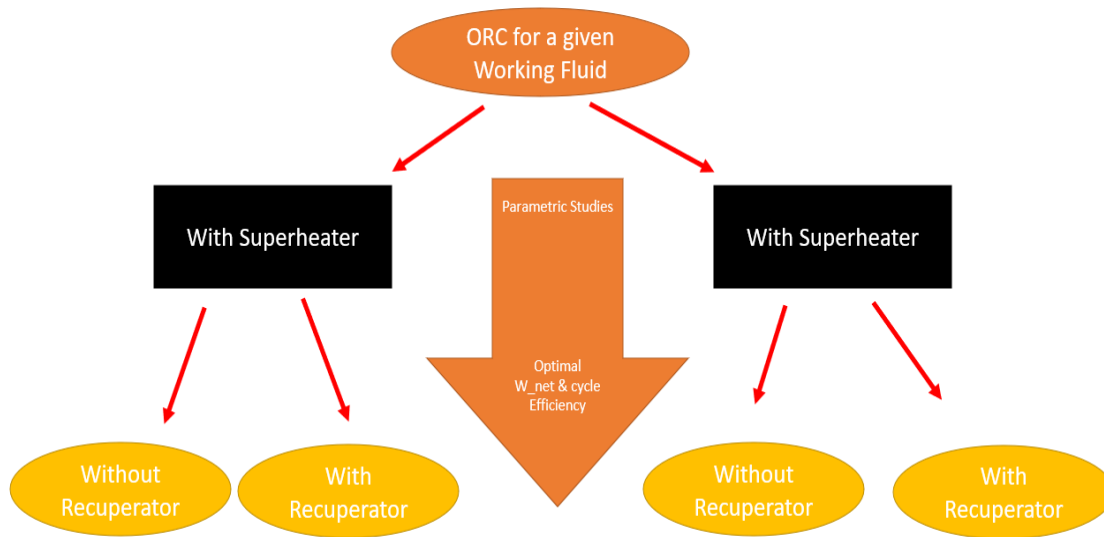 ORC for a given
Working Fluid
With Superheater
Parametric Studies
With Superheater
Optimal
W_net & cycle
Efficiency
Without
Recuperator
With
Recuperator
Without
Recuperator
With
Recuperator